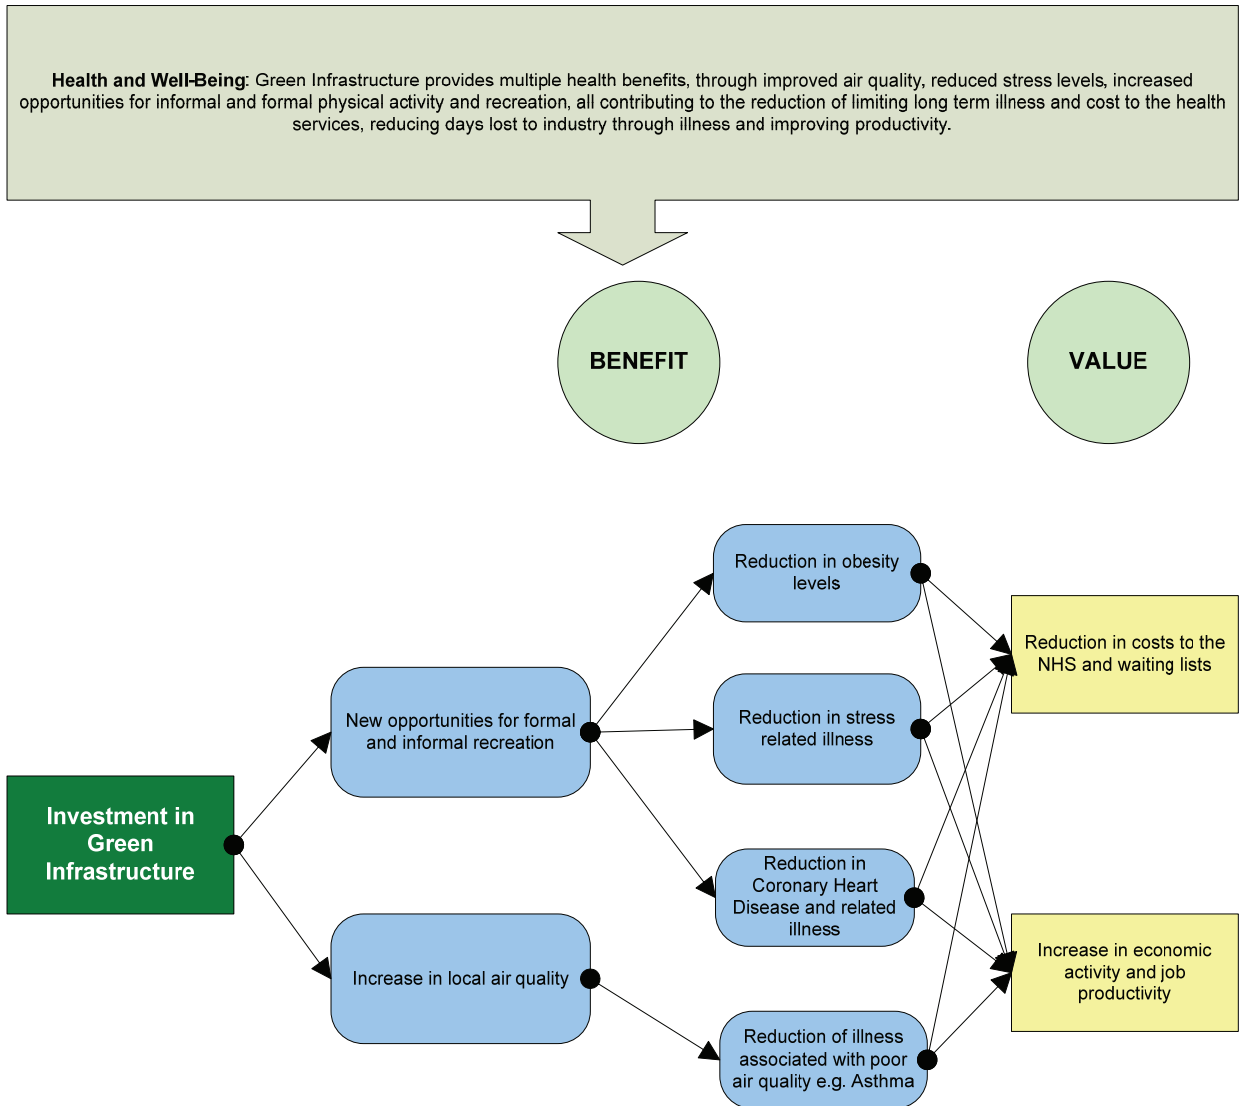 Health and Well-Being: Green Infrastructure provides multiple health benefits, through improved air quality, reduced stress levels, increased
opportunities for informal and formal physical activity and recreation, all contributing to the reduction of limiting long term illness and cost to the health
services, reducing days lost to industry through illness and improving productivity.
BENEFIT
VALUE
Reduction in obesity
levels
Reduction in costs to the
NHS and waiting lists
New opportunities for formal
and informal recreation
Reduction in stress
related illness
Investment in
Green
Infrastructure
Reduction in
Coronary Heart
Disease and related
illness
Increase in local air quality
Increase in economic
activity and job
productivity
Reduction of illness
associated with poor
air quality e.g. Asthma